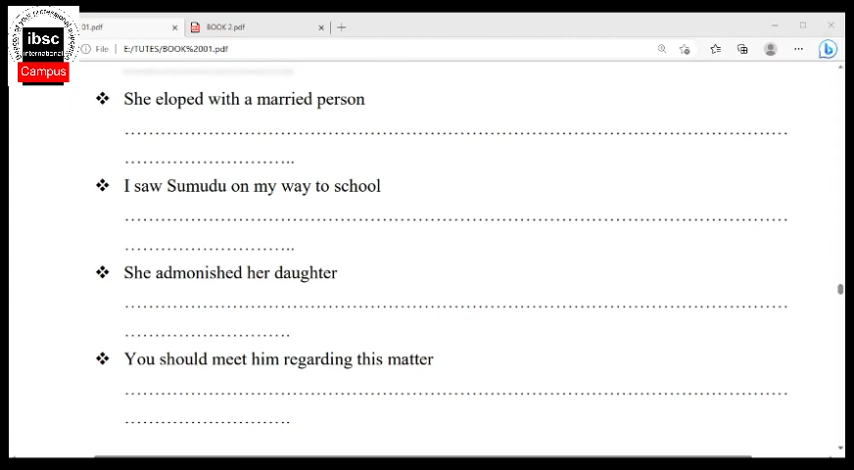 01.pdf
BOOK 2.pdf
ibsc
international
Campus
File
E:/TUTES/BOOK%2001.pdf
❖ She eloped with a married person
……………………………………………………………………………………………
……………………..
❖ I saw Sumudu on my way to school
……………………………………………………………………………………………
……………………..
❖ She admonished her daughter
……………………………………………………………………………………………
…………………….
❖ You should meet him regarding this matter
……………………………………………………………………………………………
…………………….